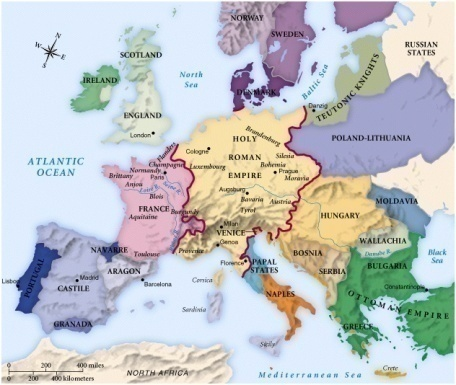 NORWAY
SWEDEN
RUSSIAN
STATES
SCOTLAND
N
W
E
S
North
Sea
Baltic Sea
IRELAND
DENMARK
TEUTONIC KNIGHTS
Danzig
ENGLAND
London
Brandenburg
HOLY
ROMAN
EMPIRE
POLAND-LITHUANIA
Cologne
Flanders
ATLANTIC
OCEAN
Normandy
Champagne
Luxembourg
Silesia
Bohemia
Prague
Moravia
Paris
Brittany
Anjou
Blois
Augsburg
Bavaria
Austria
Tyrol
FRANCE
Aquitaine
Burgundy
HUNGARY
MOLDAVIA
Milan
VENICE
Genoa
WALLACHIA
Danube R.
Black
Sea
Toulouse
Provence
Florence
PAPAL
STATES
BOSNIA
SERBIA
BULGARIA
NAVARRE
ARAGON
Corsica
Constantinople
PORTUGAL
Lisbon
Madrid
CASTILE
Barcelona
NAPLES
OTTOMAN EMPIRE
Sardinia
GRANADA
GREECE
Sicily
Crete
Mediterranean Sea
NORTH AFRICA
0 200 400 miles
0 200 400 kilometers